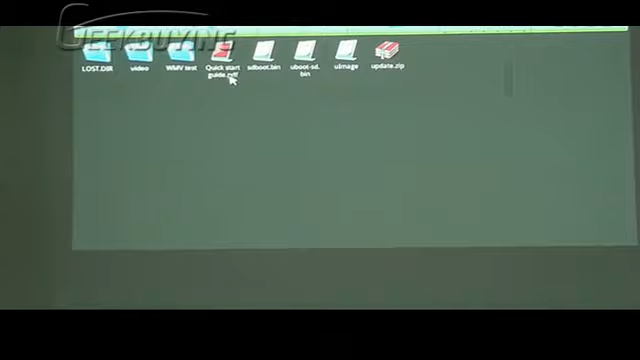 GEEKBUYING
LOST.DIR
video
WMV test
Quick start
guide.pdf
sdboot.bin
uboot-sd.
bin
uImage
update.zip